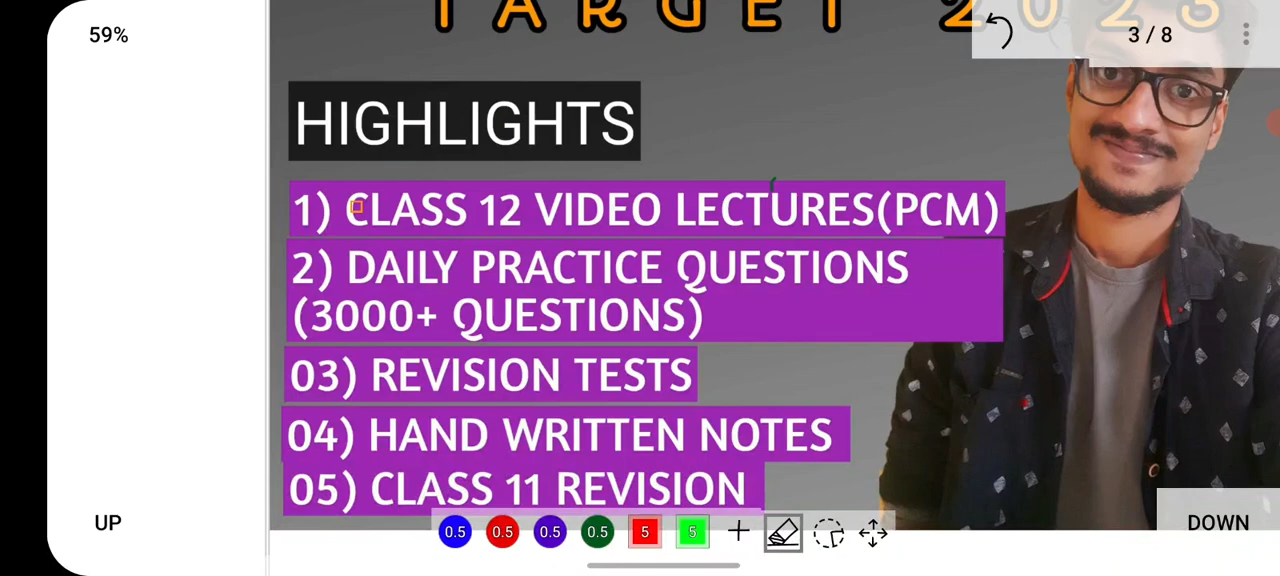 TARGET 2023
59%
3 / 8
HIGHLIGHTS
1) CLASS 12 VIDEO LECTURES(PCM)
2) DAILY PRACTICE QUESTIONS
(3000+ QUESTIONS)
03) REVISION TESTS
04) HAND WRITTEN NOTES
05) CLASS 11 REVISION
UP
0.5 0.5 0.5 0.5 5 5
DOWN